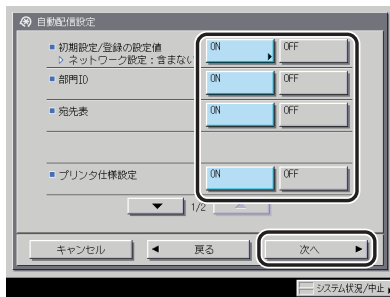 自動配信設定
初期設定/登録の設定値 ON OFF
ネットワーク設定：含まない
部門ID ON OFF
宛先表 ON OFF
プリンタ仕様設定 ON OFF
1/2
キャンセル 戻る 次へ
システム状況/中止